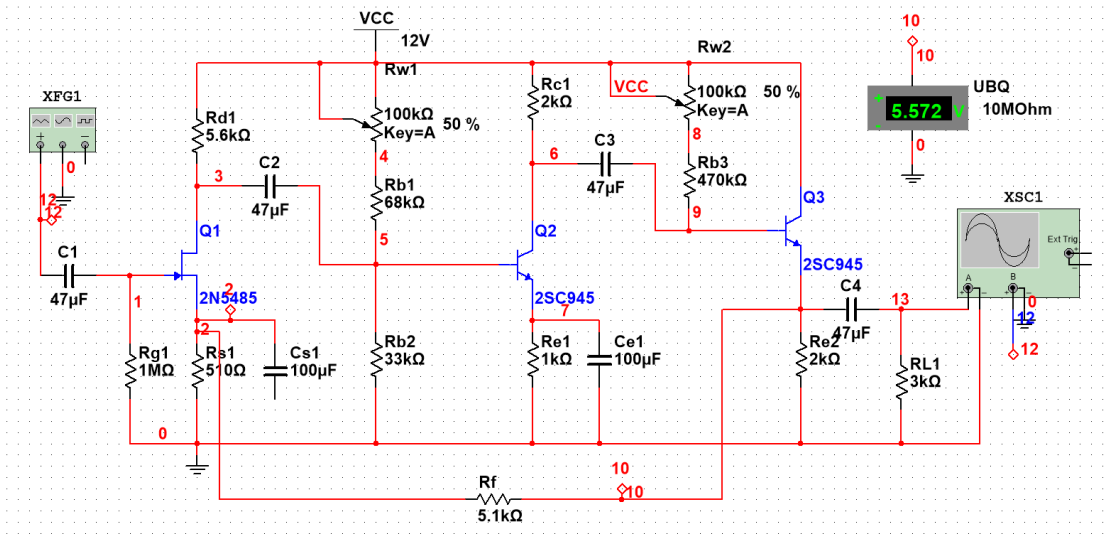 VCC
12V
10
10
Rw1
Rw2
Rc1
2kΩ
VCC
100kΩ
Key=A
50 %
XFG1
Rd1
5.6kΩ
100kΩ
Key=A
50 %
5.572 V
UBQ
10MOhm
0
8
4
C2
47µF
3
6
C3
47µF
0
Rb1
68kΩ
Rb3
470kΩ
9
12
12
5
Q1
Q2
Q3
XSC1
Ext Trig
A
B
C1
47µF
1
2N5485
2
2SC945
7
2SC945
C4
47µF
13
0
12
2
12
Rg1
1MΩ
Rs1
510Ω
Cs1
100µF
Rb2
33kΩ
Re1
1kΩ
Ce1
100µF
Re2
2kΩ
RL1
3kΩ
0
Rf
5.1kΩ
10
10